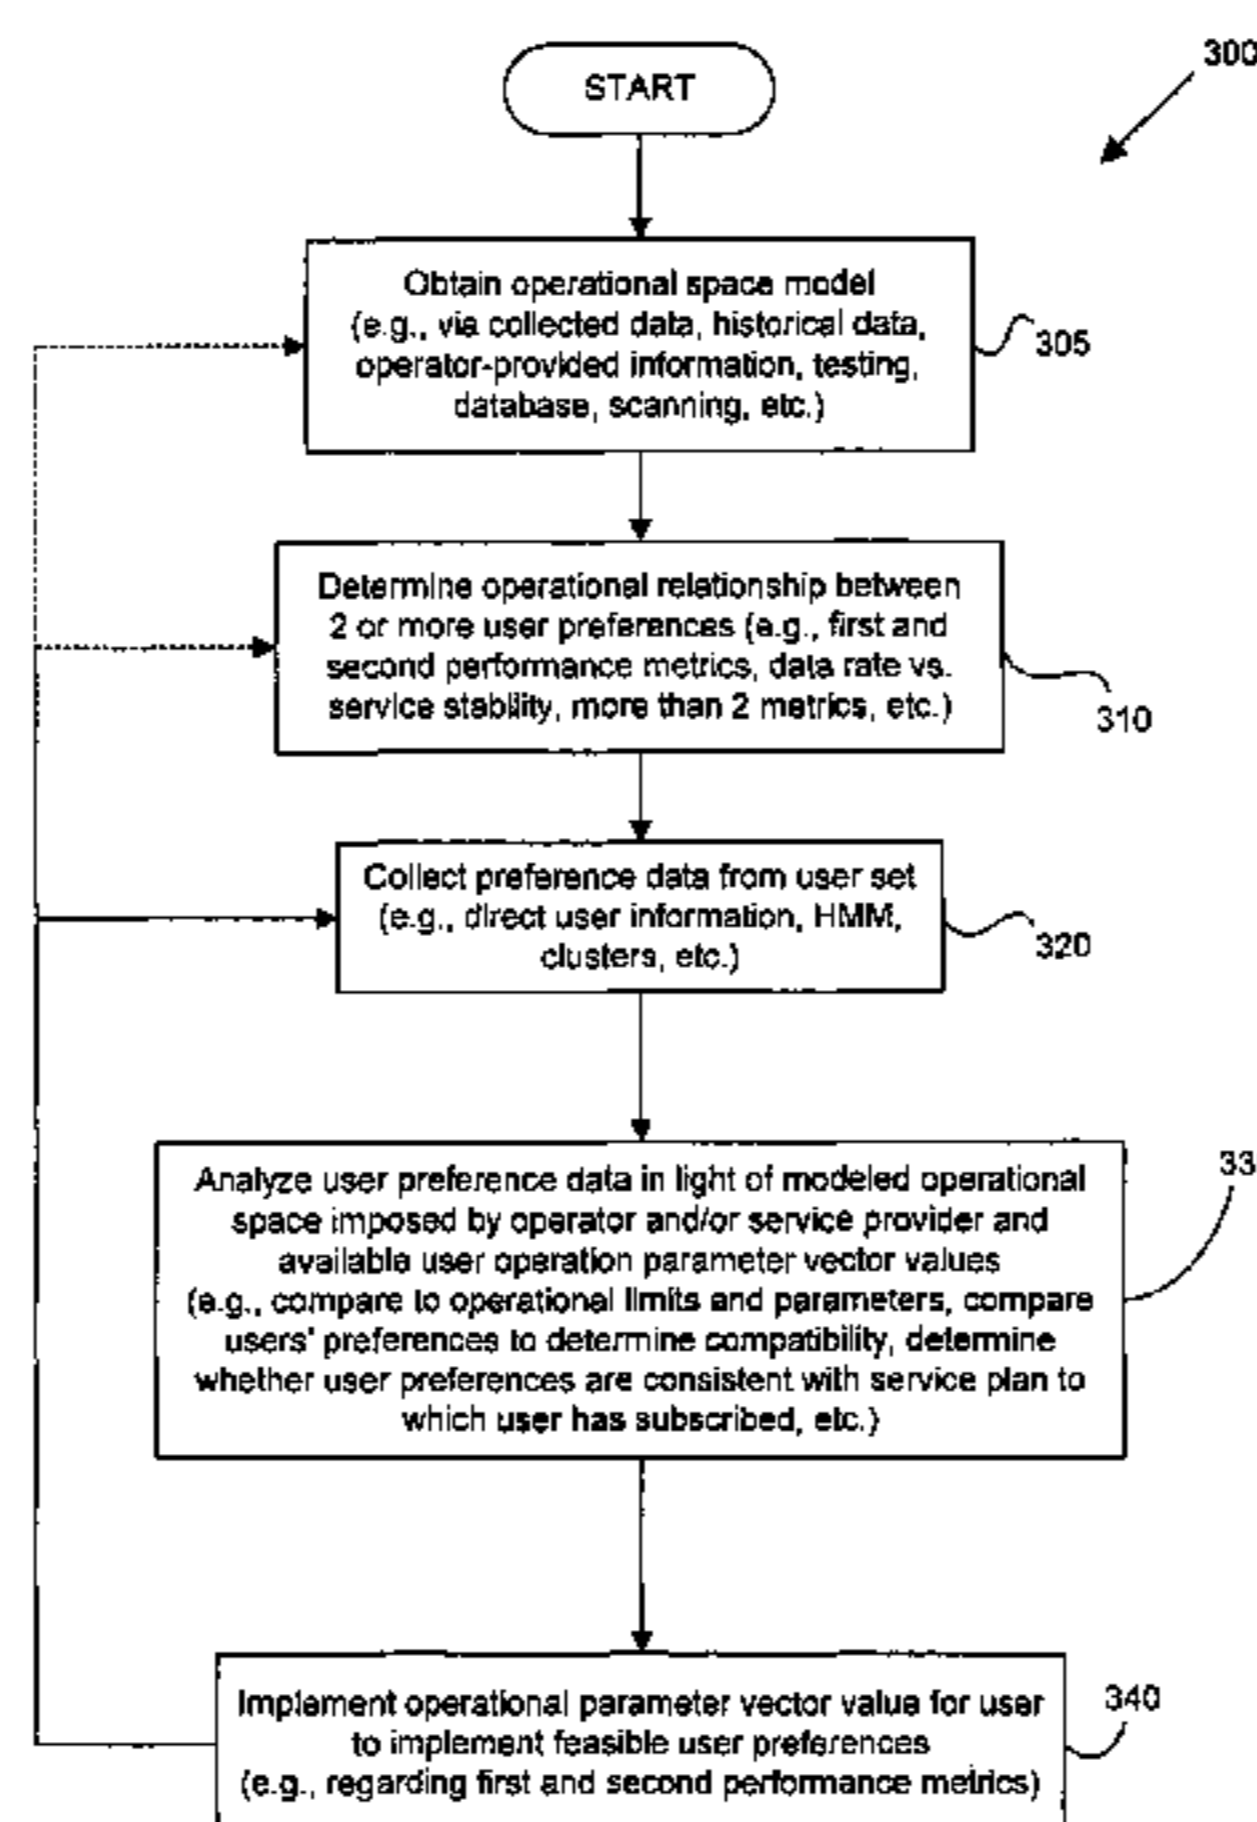 START
300
Obtain operational space model
(e.g., via collected data, historical data,
operator-provided information, testing,
database, scanning, etc.)
305
Determine operational relationship between
2 or more user preferences (e.g., first and
second performance metrics, data rate vs.
service stability, more than 2 metrics, etc.)
310
Collect preference data from user set
(e.g., direct user information, HMM,
clusters, etc.)
320
Analyze user preference data in light of modeled operational
space imposed by operator and/or service provider and
available user operation parameter vector values
(e.g., compare to operational limits and parameters, compare
users' preferences to determine compatibility, determine
whether user preferences are consistent with service plan to
which user has subscribed, etc.)
33
Implement operational parameter vector value for user
to implement feasible user preferences
(e.g., regarding first and second performance metrics)
340